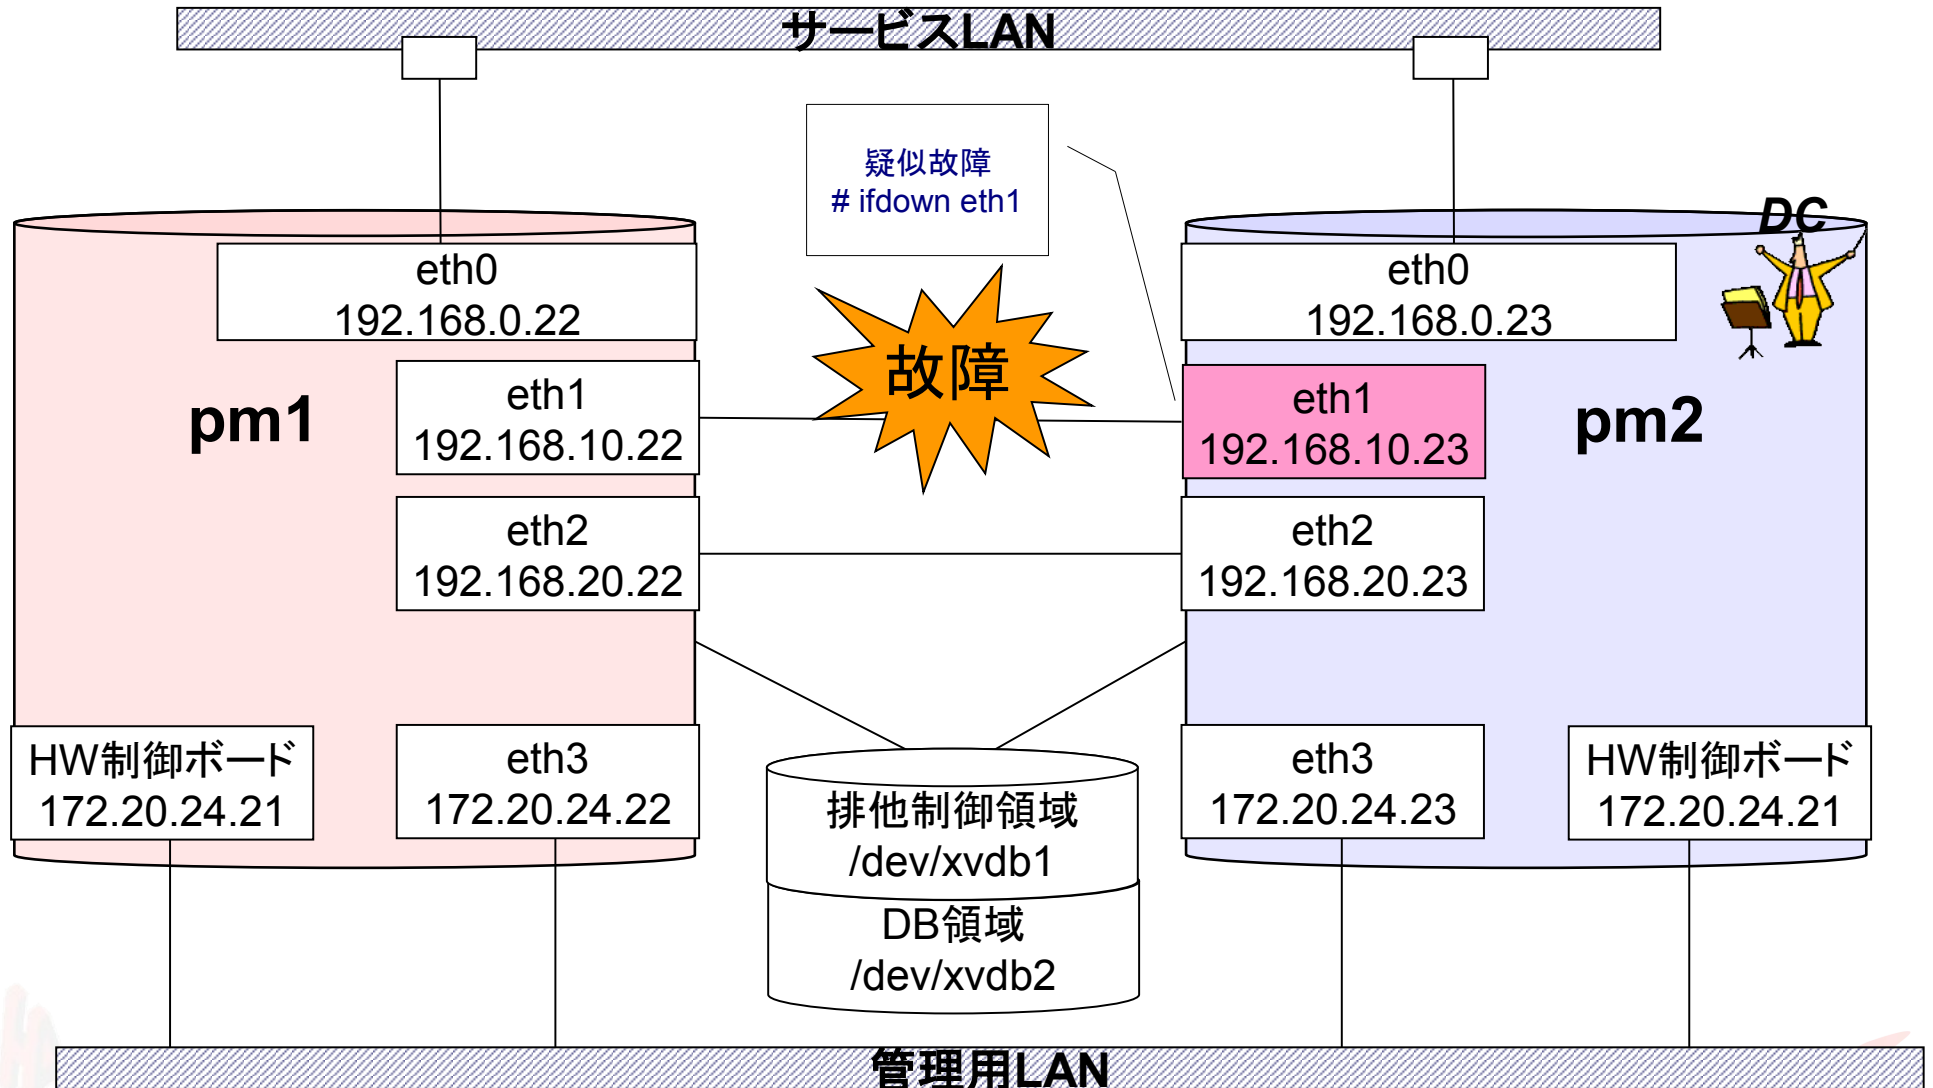 サービスLAN
疑似故障
# ifdown eth1
DC
eth0
192.168.0.22
eth0
192.168.0.23
故障
pm1
eth1
192.168.10.22
eth1
192.168.10.23
pm2
eth2
192.168.20.22
eth2
192.168.20.23
HW制御ボード
172.20.24.21
eth3
172.20.24.22
排他制御領域
/dev/xvdb1
DB領域
/dev/xvdb2
eth3
172.20.24.23
HW制御ボード
172.20.24.21
管理用LAN